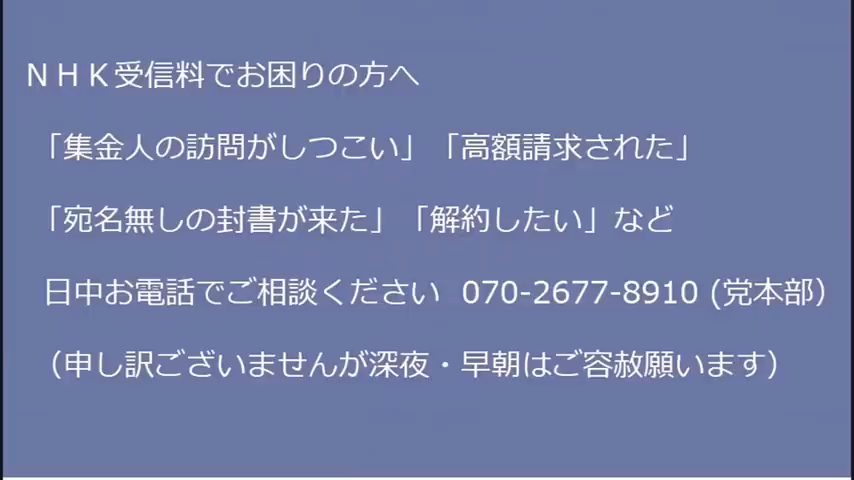 ＮＨＫ受信料でお困りの方へ
「集金人の訪問がしつこい」「高額請求された」
「宛名無しの封書が来た」「解約したい」など
日中お電話でご相談ください 070-2677-8910 (党本部）
（申し訳ございませんが深夜・早朝はご容赦願います）